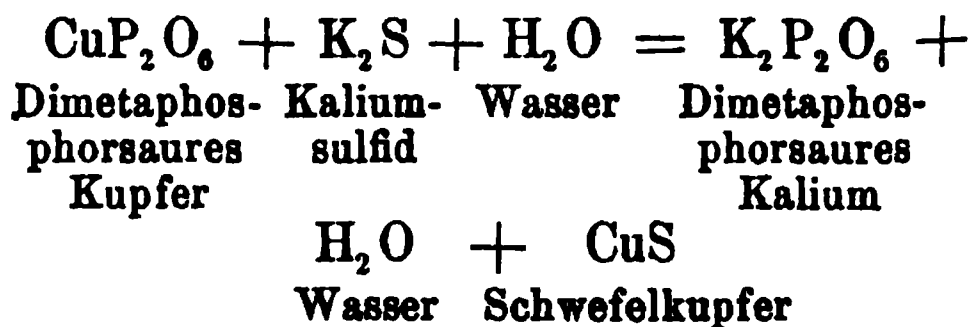 CuP₂O₆ + K₂S + H₂O = K₂P₂O₆ +
Dimetaphos- Kalium- Wasser Dimetaphos-
phorsaures sulfid phorsaures
Kupfer Kalium
H₂O + CuS
Wasser Schwefelkupfer